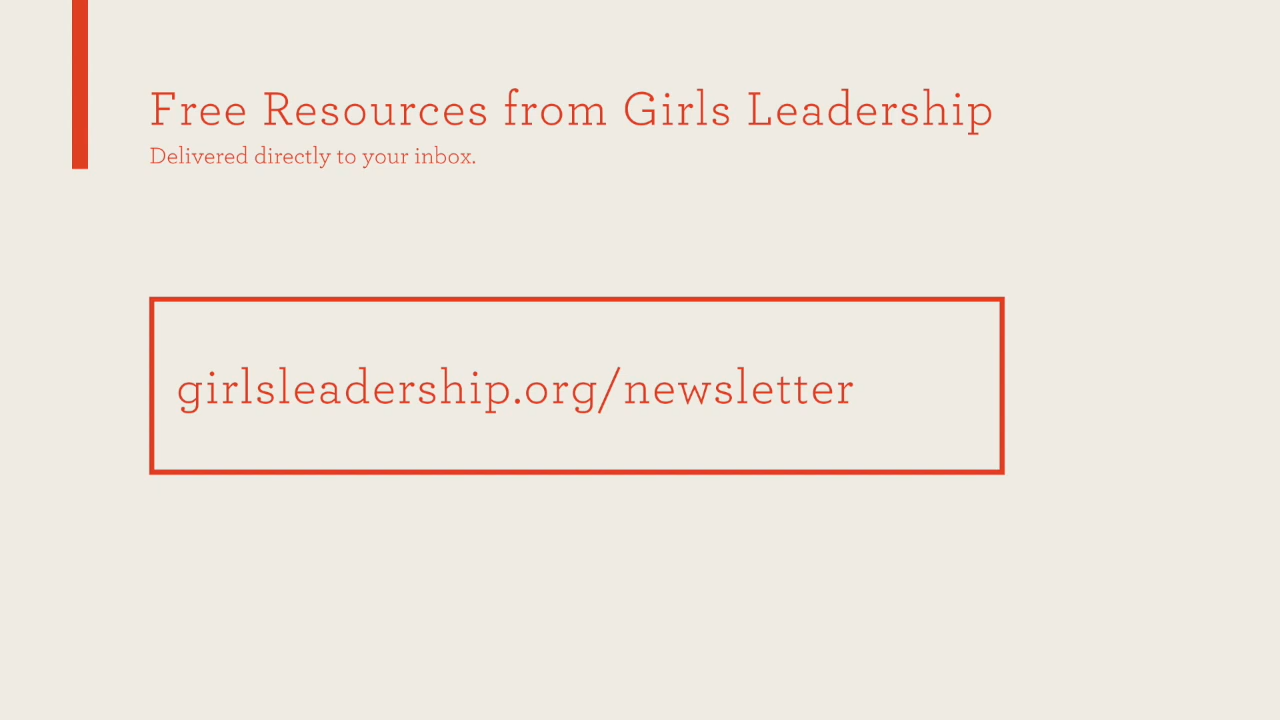 Free Resources from Girls Leadership
Delivered directly to your inbox.
girlsleadership.org/newsletter